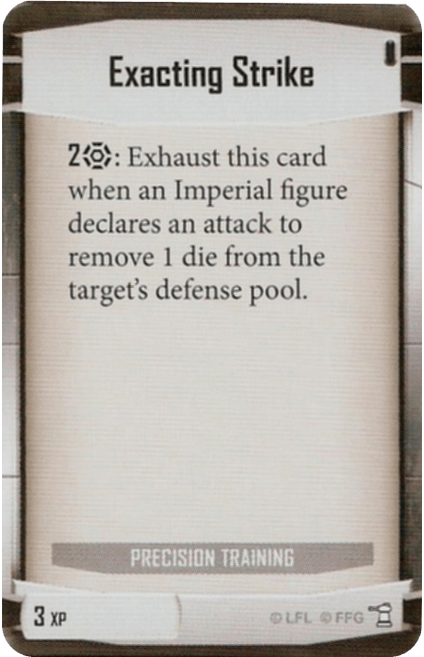 Exacting Strike
2: Exhaust this card
when an Imperial figure
declares an attack to
remove 1 die from the
target's defense pool.
PRECISION TRAINING
3 XP
© LFL © FFG